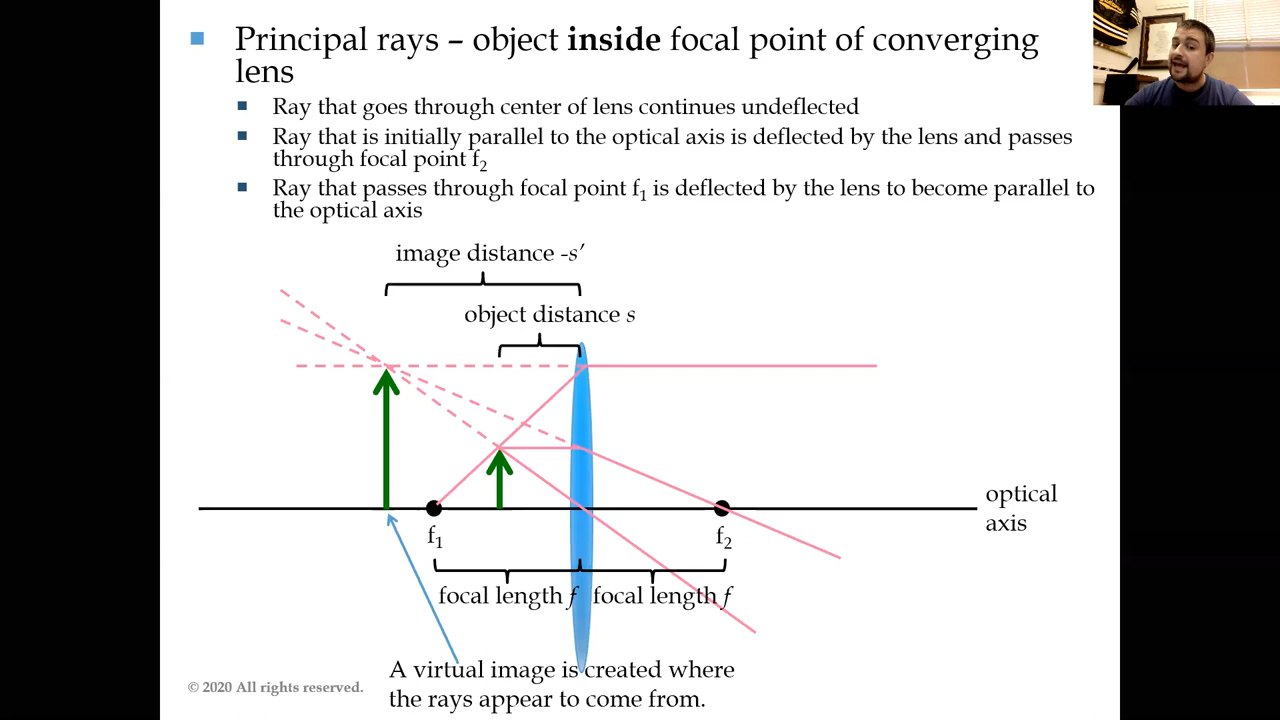 Principal rays – object inside focal point of converging
lens
Ray that goes through center of lens continues undeflected
Ray that is initially parallel to the optical axis is deflected by the lens and passes
through focal point f₂
Ray that passes through focal point f₁ is deflected by the lens to become parallel to
the optical axis
image distance -s′
object distance s
optical
axis
f₁
f₂
focal length f
focal length f
A virtual image is created where
the rays appear to come from.
© 2020 All rights reserved.